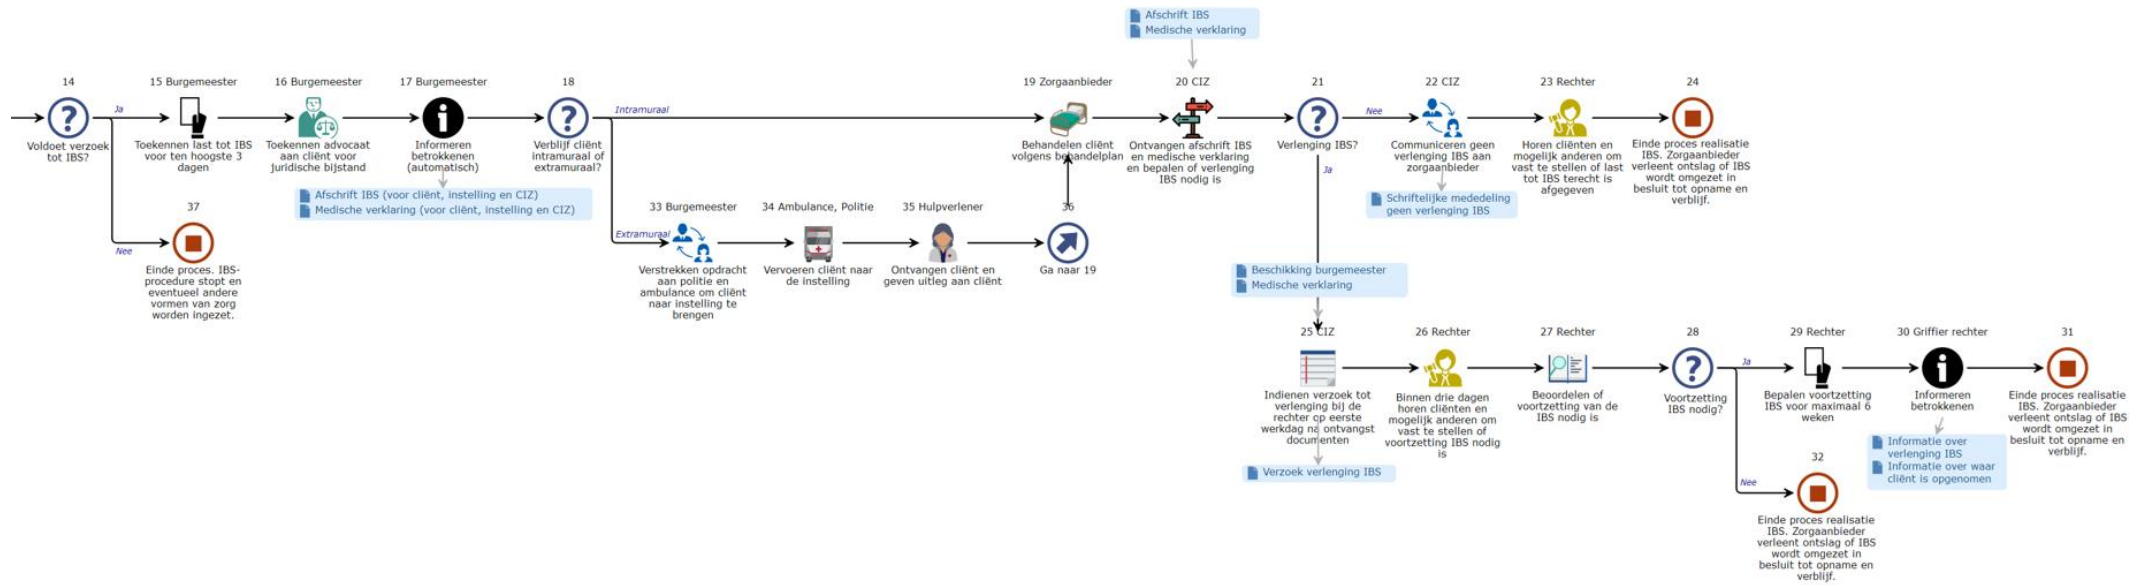 Afschrift IBS
Medische verklaring
14
15 Burgemeester
16 Burgemeester
17 Burgemeester
18
19 Zorgaanbieder
20 CIZ
21
22 CIZ
23 Rechter
24
Ja
Intramuraal
Nee
Voldoet verzoek
tot IBS?
Toekennen last tot IBS
voor ten hoogste 3
dagen
Toekennen advocaat
aan cliënt voor
juridische bijstand
Informeren
betrokkenen
(automatisch)
Verblijf cliënt
intramuraal of
extramuraal?
Behandelen cliënt
volgens behandelplan
Ontvangen afschrift IBS
en medische verklaring
en bepalen of verlenging
IBS nodig is
Verlenging IBS?
Ja
Communiceren geen
verlenging IBS aan
zorgaanbieder
Horen cliënten en
mogelijk anderen om
vast te stellen of last
tot IBS terecht is
afgegeven
Einde proces realisatie
IBS. Zorgaanbieder
verleent ontslag of IBS
wordt omgezet in
besluit tot opname en
verblijf.
Afschrift IBS (voor cliënt, instelling en CIZ)
Medische verklaring (voor cliënt, instelling en CIZ)
Schriftelijke mededeling
geen verlenging IBS
37
33 Burgemeester
34 Ambulance, Politie
35 Hulpverlener
36
Nee
Extramuraal
Einde proces. IBS-
procedure stopt en
eventueel andere
vormen van zorg
worden ingezet.
Verstrekken opdracht
aan politie en
ambulance om cliënt
naar instelling te
brengen
Vervoeren cliënt naar
de instelling
Ontvangen cliënt en
geven uitleg aan cliënt
Ga naar 19
Beschikking burgemeester
Medische verklaring
25 CIZ
26 Rechter
27 Rechter
28
29 Rechter
30 Griffier rechter
31
Ja
Indienen verzoek tot
verlenging bij de
rechter op eerste
werkdag na ontvangst
documenten
Binnen drie dagen
horen cliënten en
mogelijk anderen om
vast te stellen of
voortzetting IBS nodig
is
Beoordelen of
voortzetting van de
IBS nodig is
Voortzetting
IBS nodig?
Bepalen voortzetting
IBS voor maximaal 6
weken
Informeren
betrokkenen
Einde proces realisatie
IBS. Zorgaanbieder
verleent ontslag of IBS
wordt omgezet in
besluit tot opname en
verblijf.
Verzoek verlenging IBS
Informatie over
verlenging IBS
Informatie over waar
cliënt is opgenomen
32
Nee
Einde proces realisatie
IBS. Zorgaanbieder
verleent ontslag of IBS
wordt omgezet in
besluit tot opname en
verblijf.